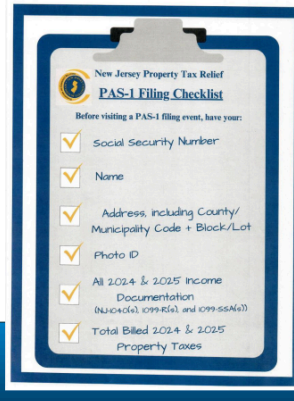 New Jersey Property Tax Relief
PAS-1 Filing Checklist
Before visiting a PAS-1 filing event, have your:
Social Security Number
Name
Address, including County/
Municipality Code + Block/Lot
Photo ID
All 2024 & 2025 Income
Documentation
(NJ-1040(s), 1099-R(s), and 1099-SSA(s))
Total Billed 2024 & 2025
Property Taxes